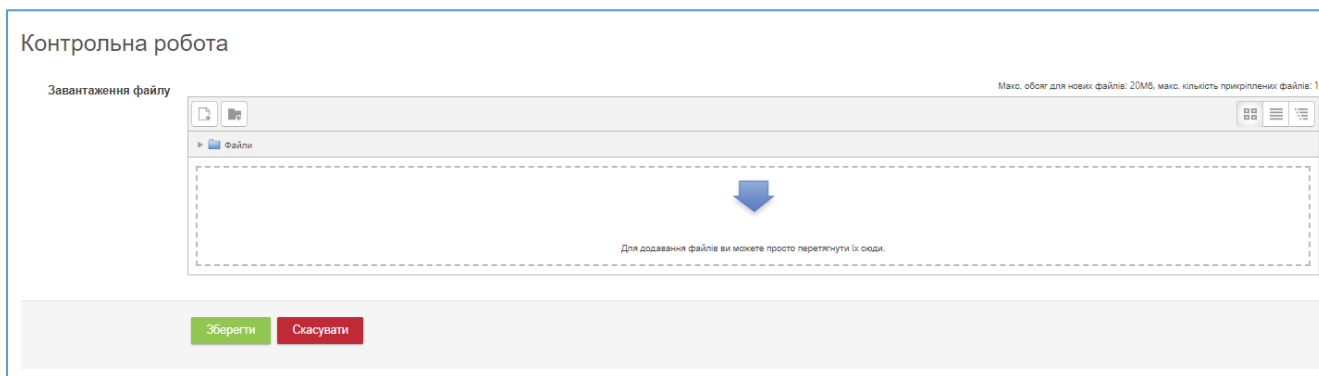 Контрольна робота
Завантаження файлу
Макс. обсяг для нових файлів: 20Мб, макс. кількість прикріплених файлів: 1
Файли
Для додавання файлів ви можете просто перетягнути їх сюди.
Зберегти Скасувати